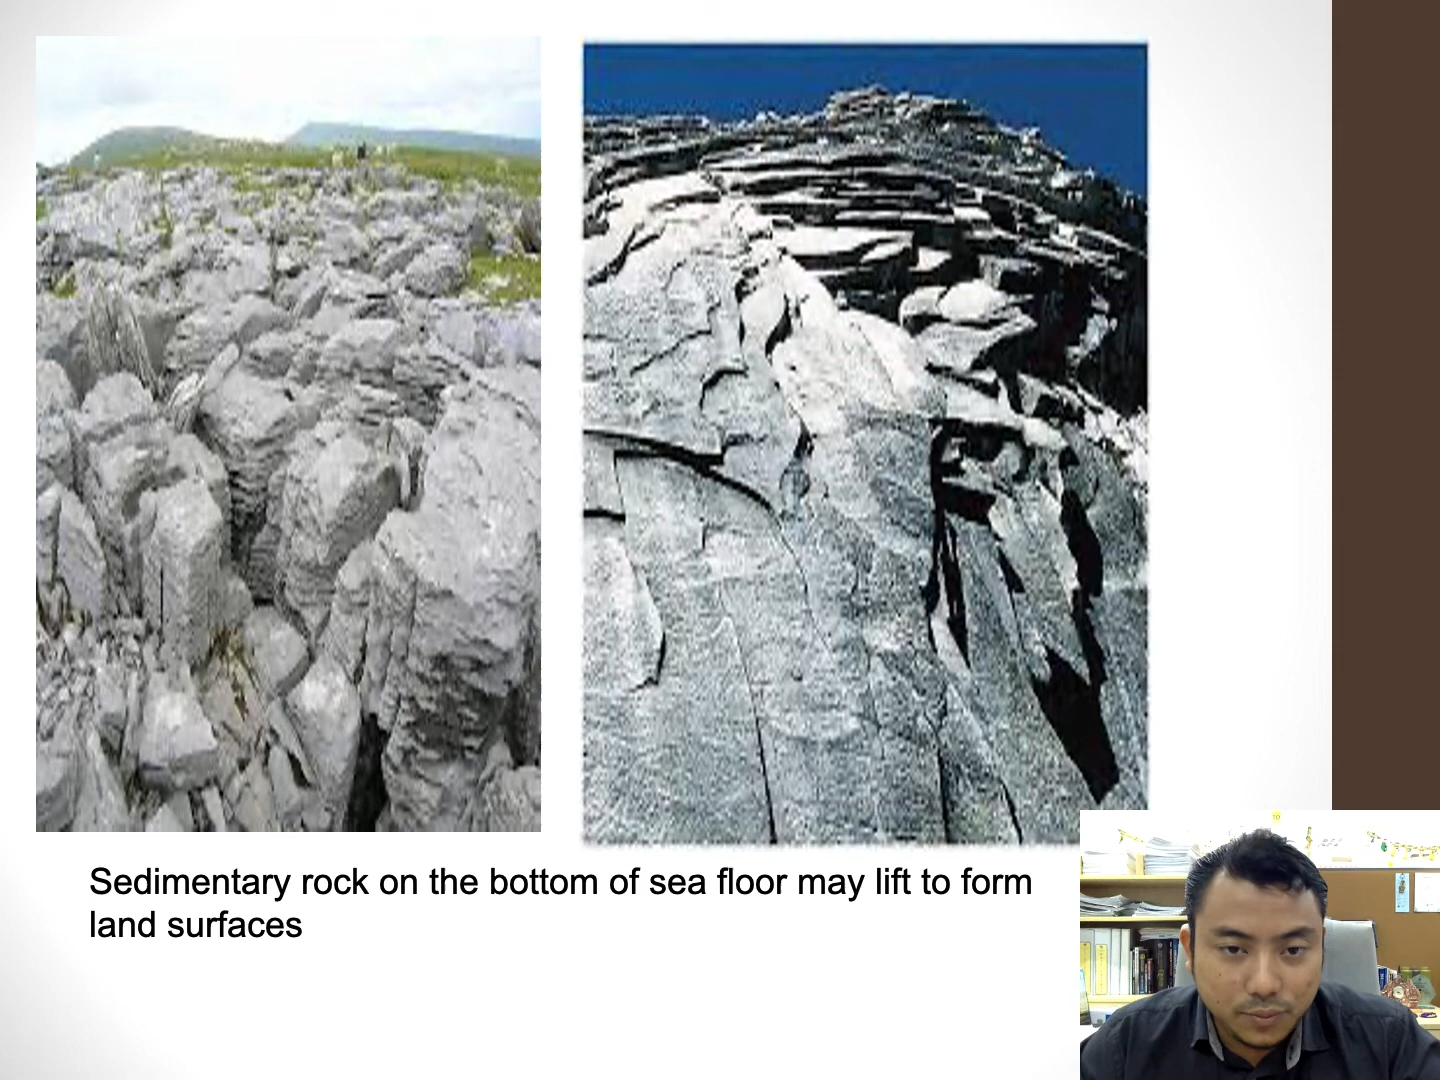 Sedimentary rock on the bottom of sea floor may lift to form
land surfaces